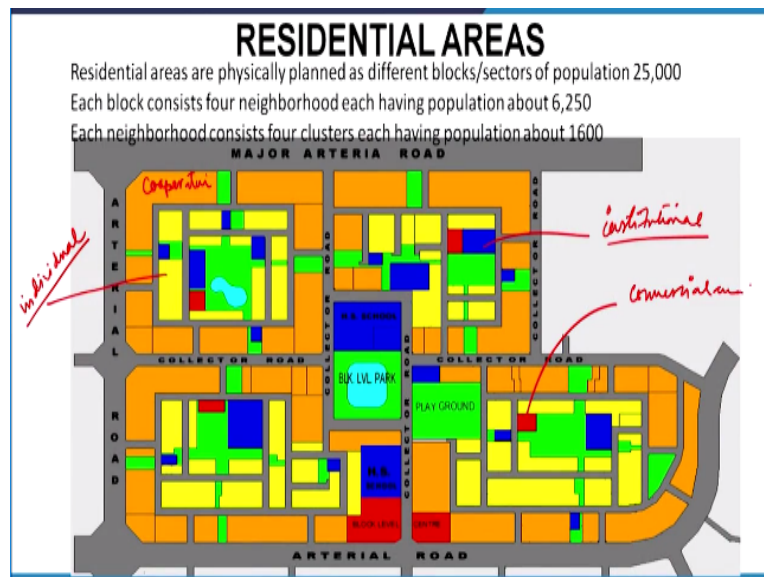 RESIDENTIAL AREAS
Residential areas are physically planned as different blocks/sectors of population 25,000
Each block consists four neighborhood each having population about 6,250
Each neighborhood consists four clusters each having population about 1600
MAJOR ARTERIA ROAD
ARTERIAL ROAD
individual
institutional
COLLECTOR ROAD
COLLECTOR ROAD
COLLECTOR ROAD
COLLECTOR ROAD
BLK LVL PARK
PLAY GROUND
COLLECTOR ROAD
BLOCK LEVEL CENTRE
ARTERIAL ROAD